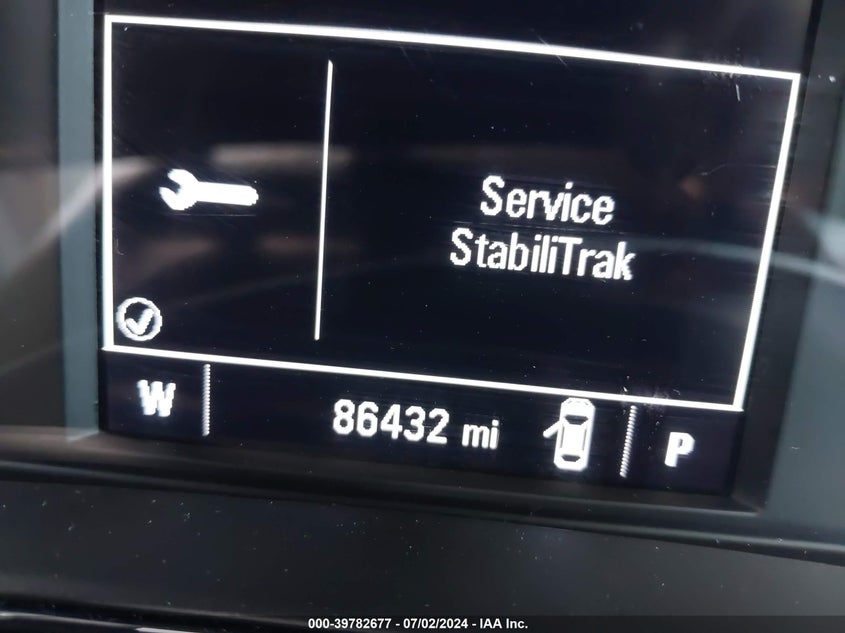 Service
StabiliTrak
W
86432 mi
P
000-39782677 - 07/02/2024 - IAA Inc.